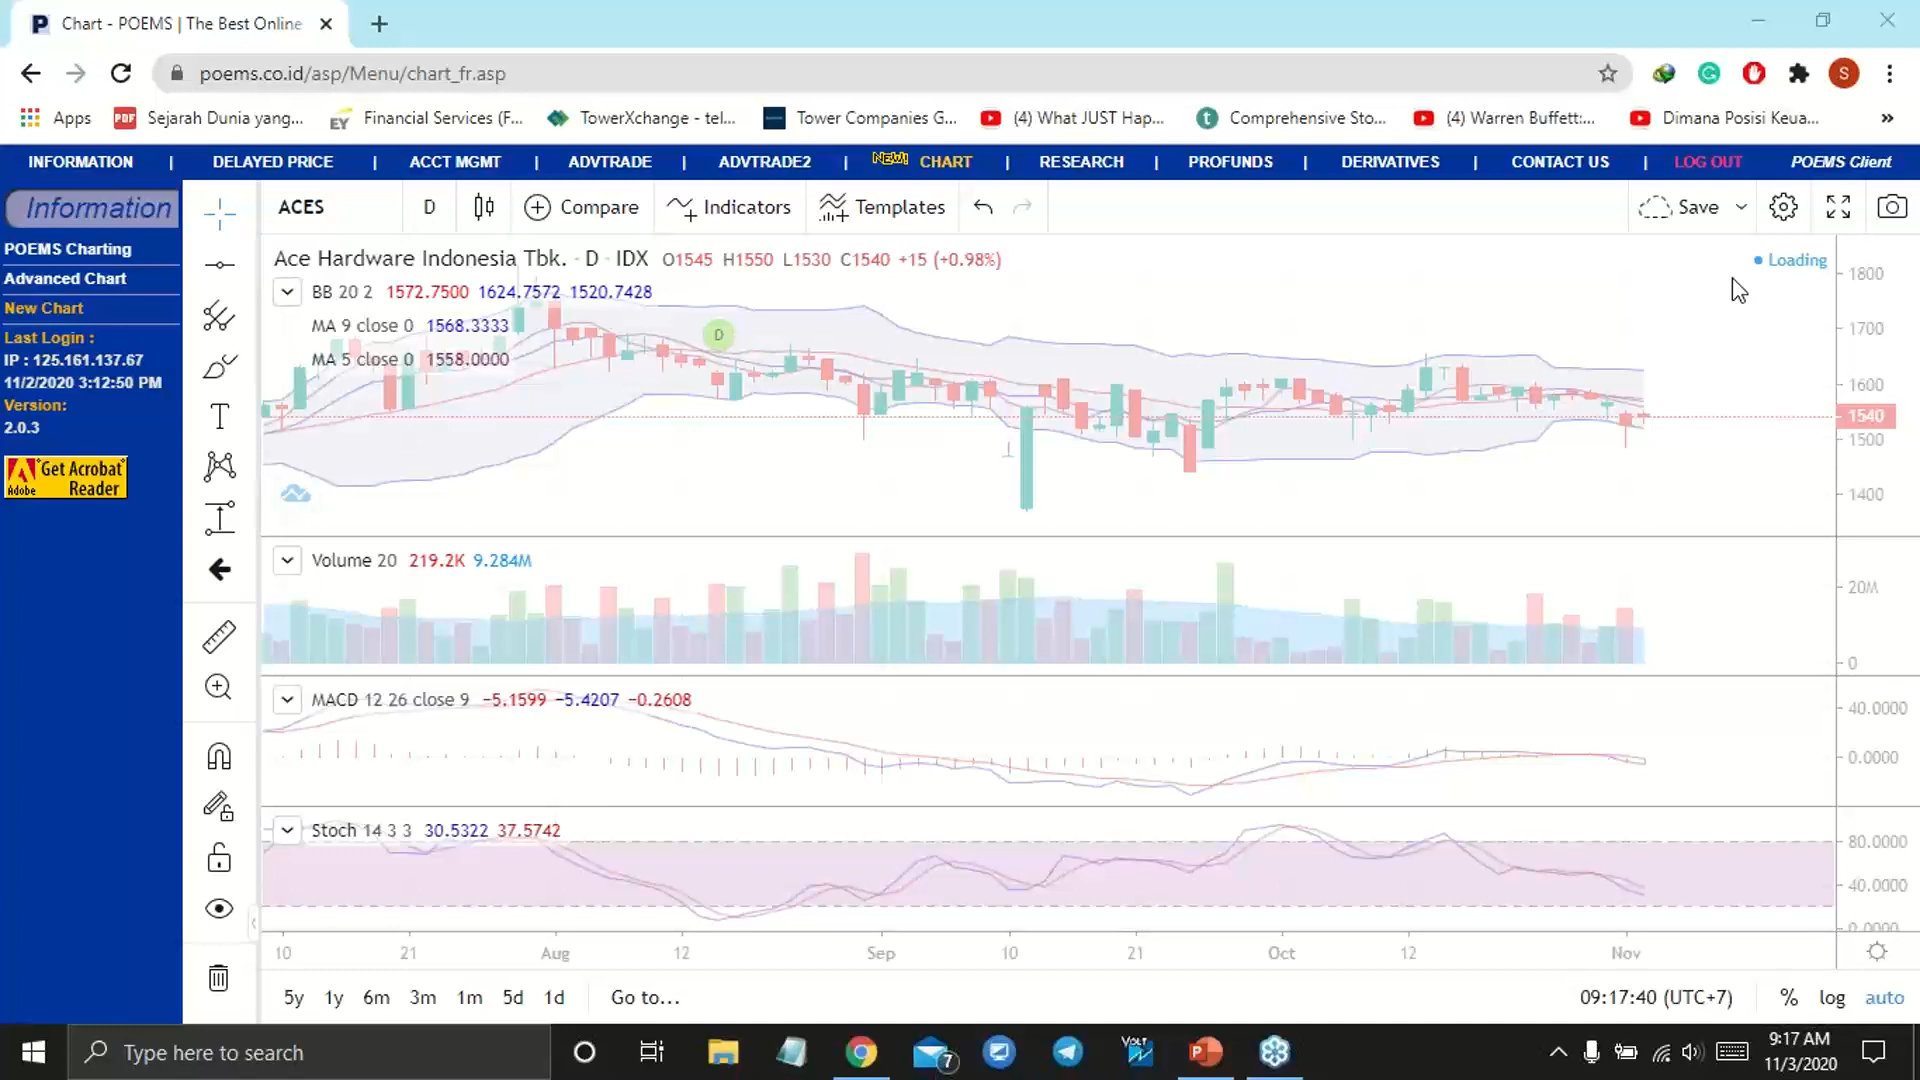 Chart - POEMS | The Best Online
poems.co.id/asp/Menu/chart_fr.asp
S
Apps PDF Sejarah Dunia yang... EY Financial Services (F... TowerXchange - tel... Tower Companies G... (4) What JUST Hap... t Comprehensive Sto... (4) Warren Buffett:... Dimana Posisi Keua... »
INFORMATION | DELAYED PRICE | ACCT MGMT | ADVTRADE | ADVTRADE2 | NEW! CHART | RESEARCH | PROFUNDS | DERIVATIVES | CONTACT US | LOG OUT POEMS Client
Information
POEMS Charting
Advanced Chart
New Chart
Last Login :
IP : 125.161.137.67
11/2/2020 3:12:50 PM
Version:
2.0.3
Get Acrobat
Adobe Reader
ACES D Compare Indicators Templates Save
Ace Hardware Indonesia Tbk. · D · IDX O1545 H1550 L1530 C1540 +15 (+0.98%)
Loading
BB 20 2 1572.7500 1624.7572 1520.7428
MA 9 close 0 1568.3333
MA 5 close 0 1558.0000
D
1800
1700
1600
1540
1500
1400
Volume 20 219.2K 9.284M
20M
0
MACD 12 26 close 9 −5.1599 −5.4207 −0.2608
40.0000
0.0000
Stoch 14 3 3 30.5322 37.5742
80.0000
40.0000
0.0000
10 21 Aug 12 Sep 10 21 Oct 12 Nov
5y 1y 6m 3m 1m 5d 1d Go to... 09:17:40 (UTC+7) % log auto
Type here to search
7
VOLT
P
9:17 AM
11/3/2020